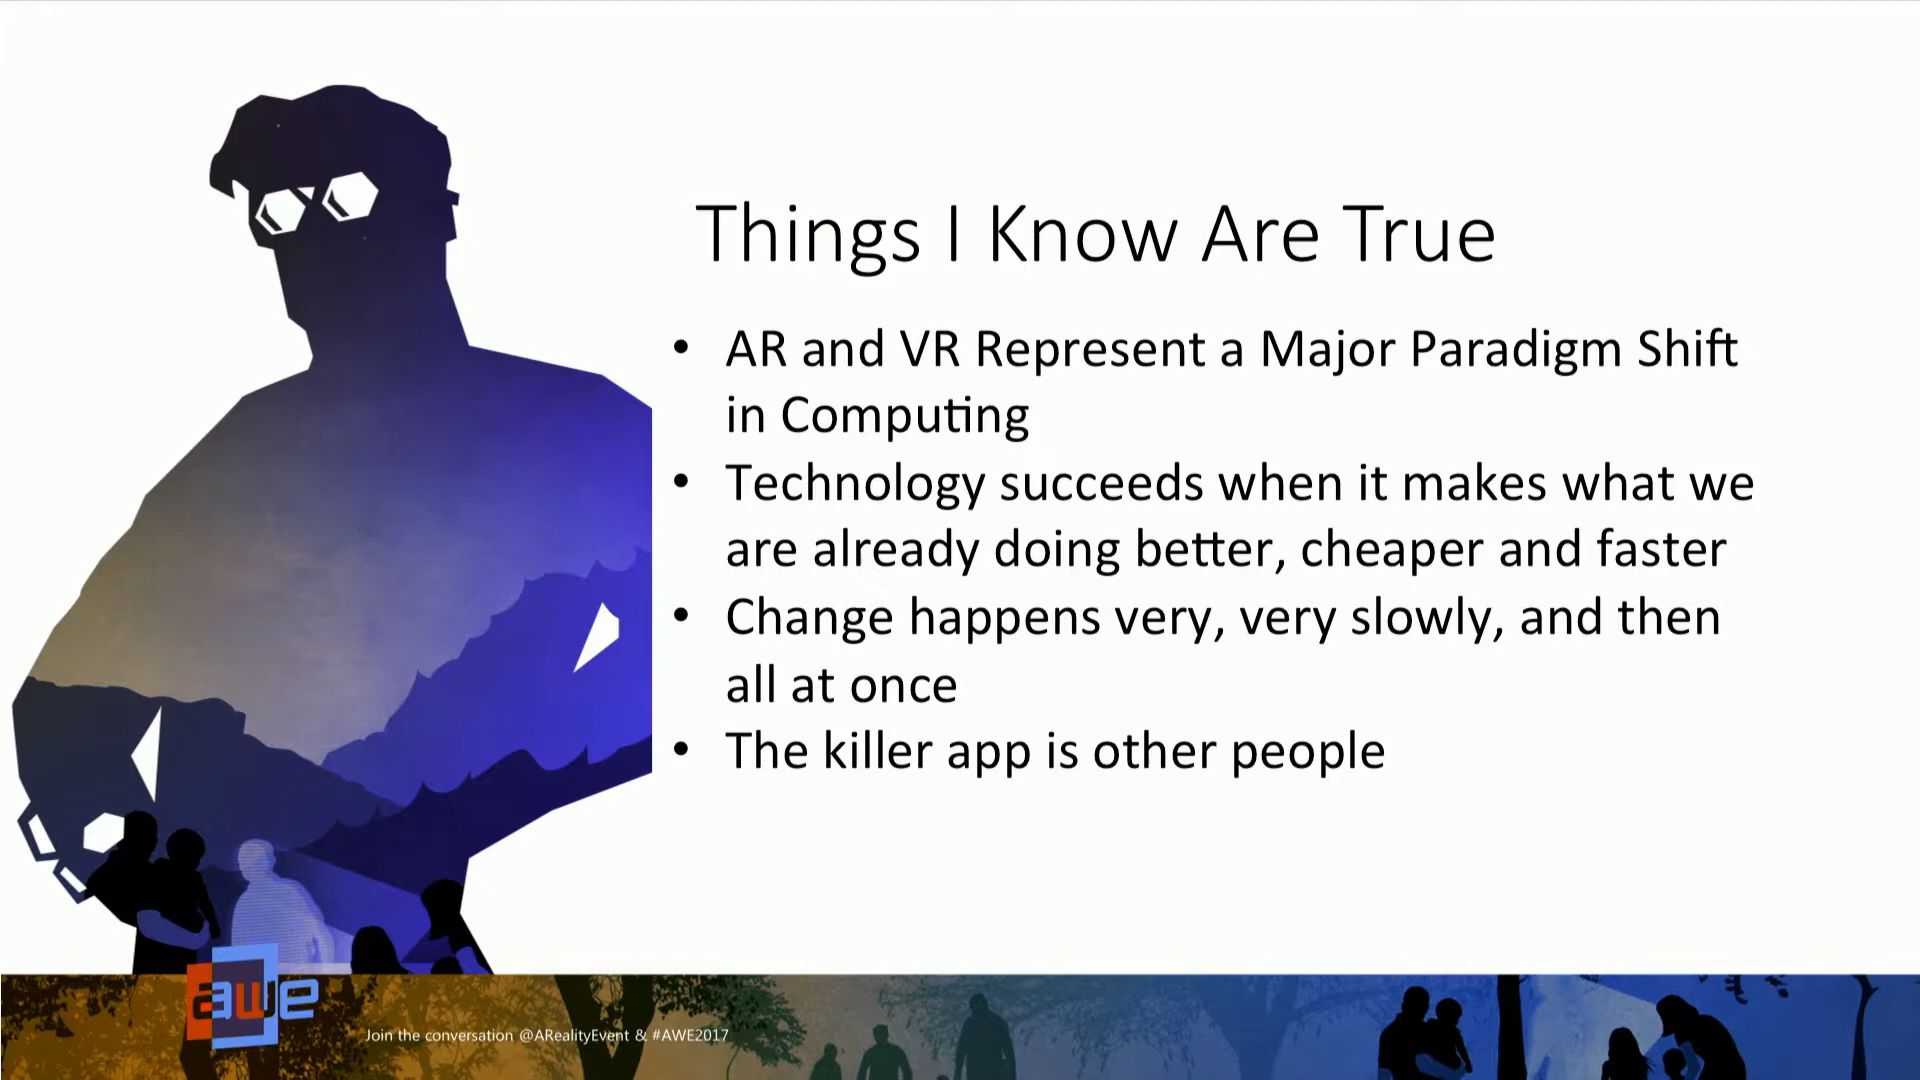 Things I Know Are True
• AR and VR Represent a Major Paradigm Shift
in Computing
• Technology succeeds when it makes what we
are already doing better, cheaper and faster
• Change happens very, very slowly, and then
all at once
• The killer app is other people
awe
Join the conversation @ARealityEvent & #AWE2017